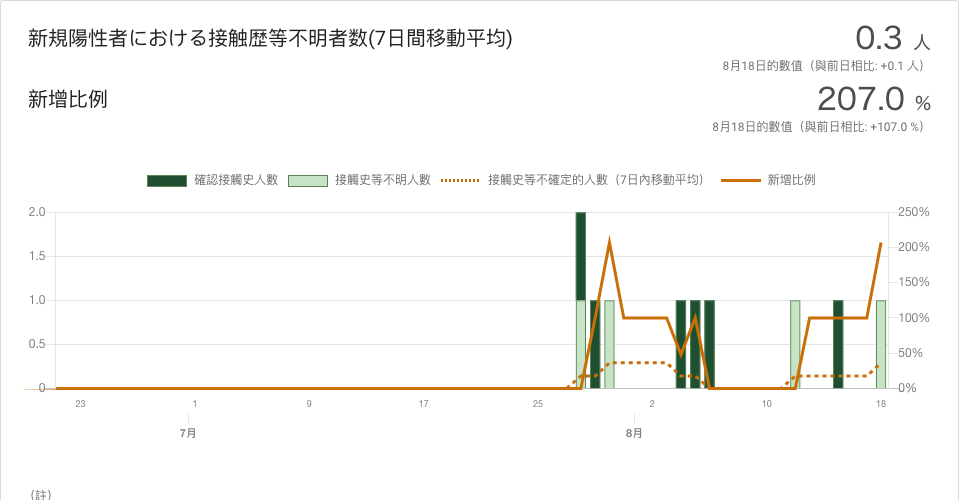 新規陽性者における接触歴等不明者数(7日間移動平均)
0.3 人
8月18日的數值（與前日相比: +0.1 人）
新增比例
207.0 %
8月18日的數值（與前日相比: +107.0 %）
確認接觸史人數 接觸史等不明人數 接觸史等不確定的人數（7日內移動平均） 新增比例
2.0 250%
200%
1.5
150%
1.0 100%
0.5 50%
0 0%
23 1 9 17 25 2 10 18
7月 8月
（註）